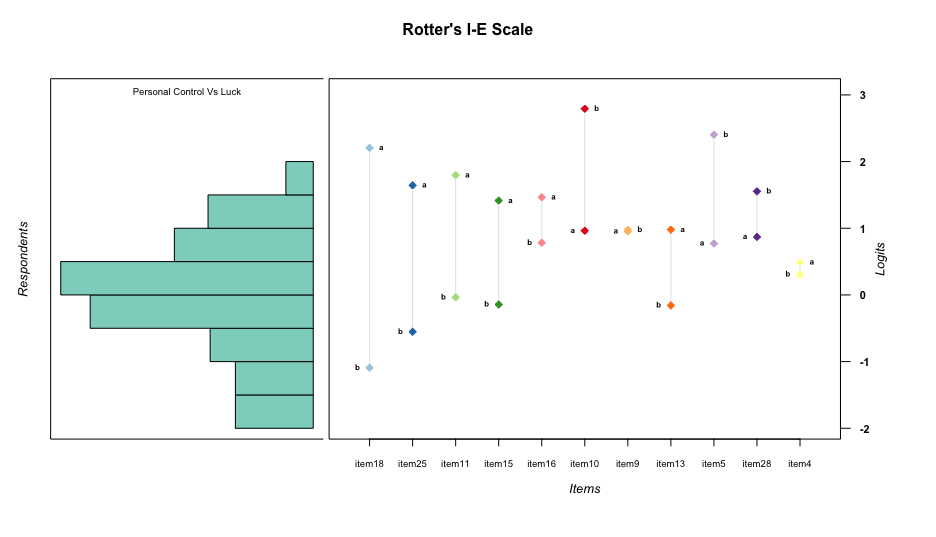 Rotter's I-E Scale
Personal Control Vs Luck
Respondents
a
a
a
a
a
b
a
a
b
b
a
b
b
b
b
b
a
a
b
a
a
b
3
2
1
0
-1
-2
Logits
item18 item25 item11 item15 item16 item10 item9 item13 item5 item28 item4
Items